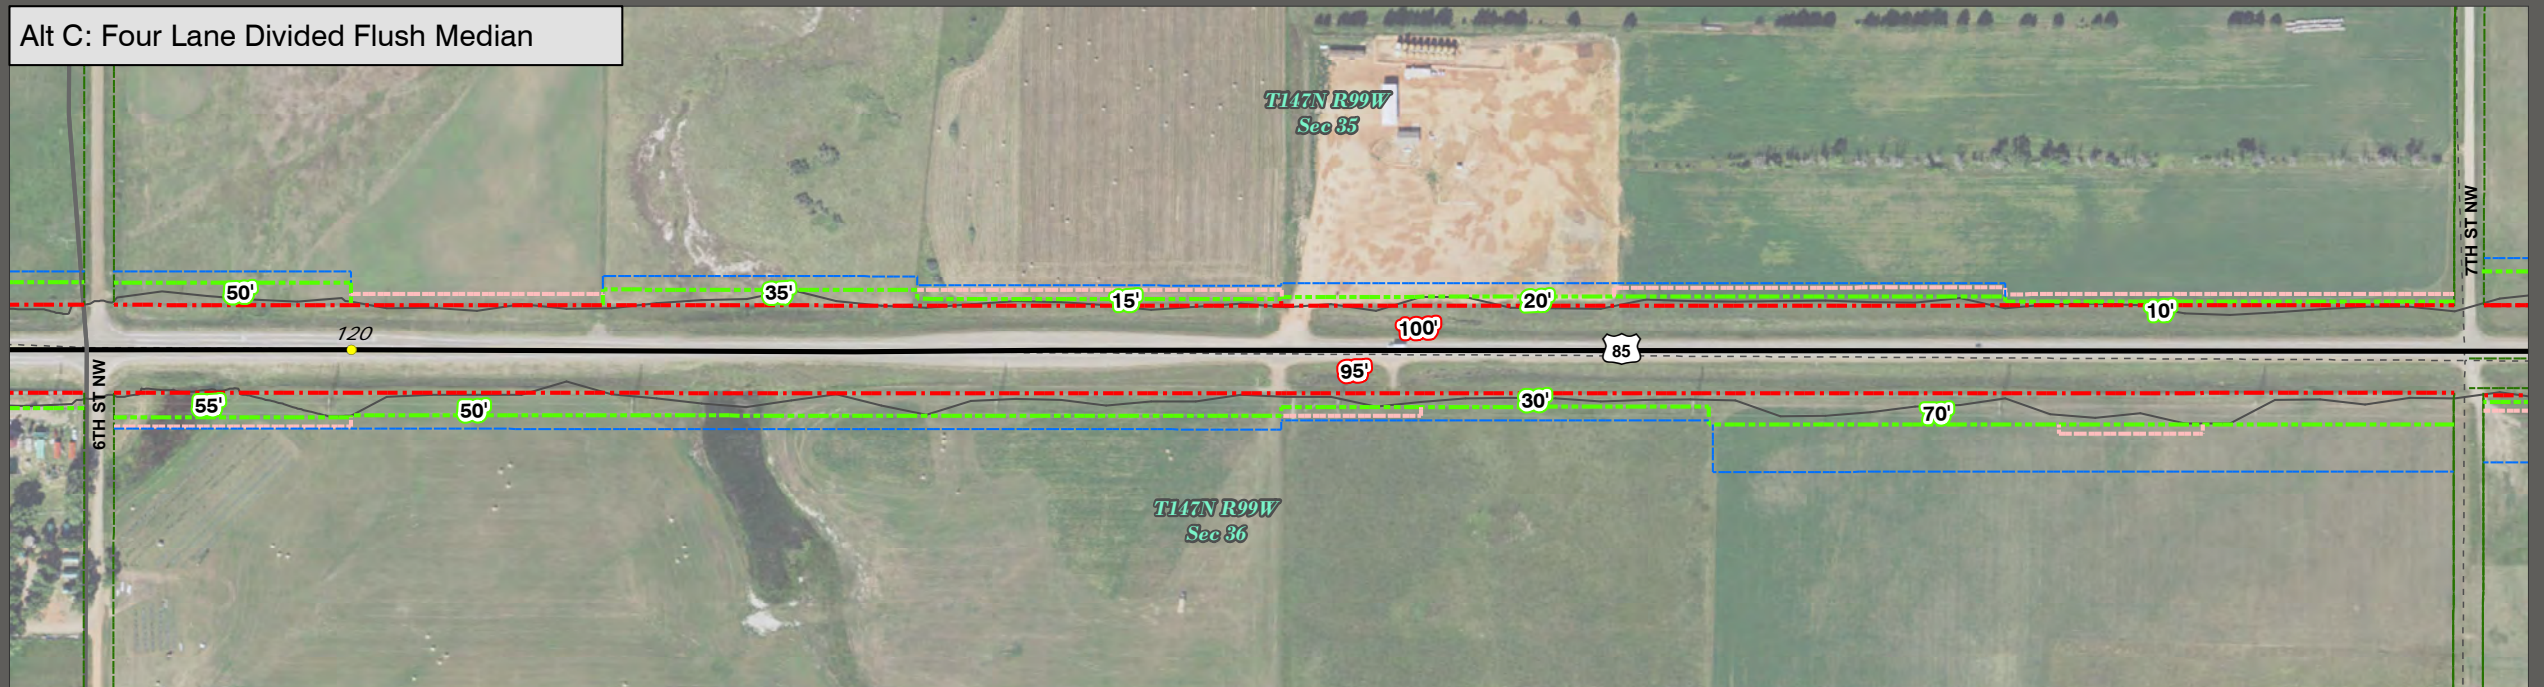 Alt C: Four Lane Divided Flush Median
T147N R99W
Sec 35
7TH ST NW
50'
35'
15'
20'
10'
120
100'
85
95'
6TH ST NW
55'
50'
30'
70'
T147N R99W
Sec 36